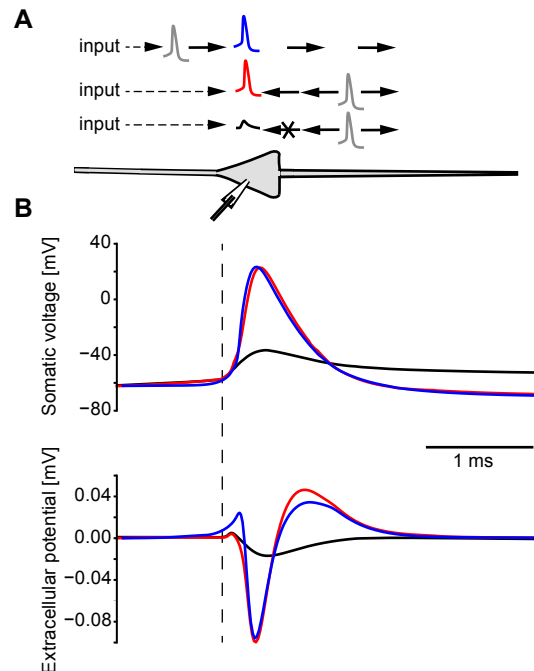 A
input
input
input
B
Somatic voltage [mV]
40
0
−40
−80
1 ms
Extracellular potential [mV]
0.04
0.00
−0.04
−0.08